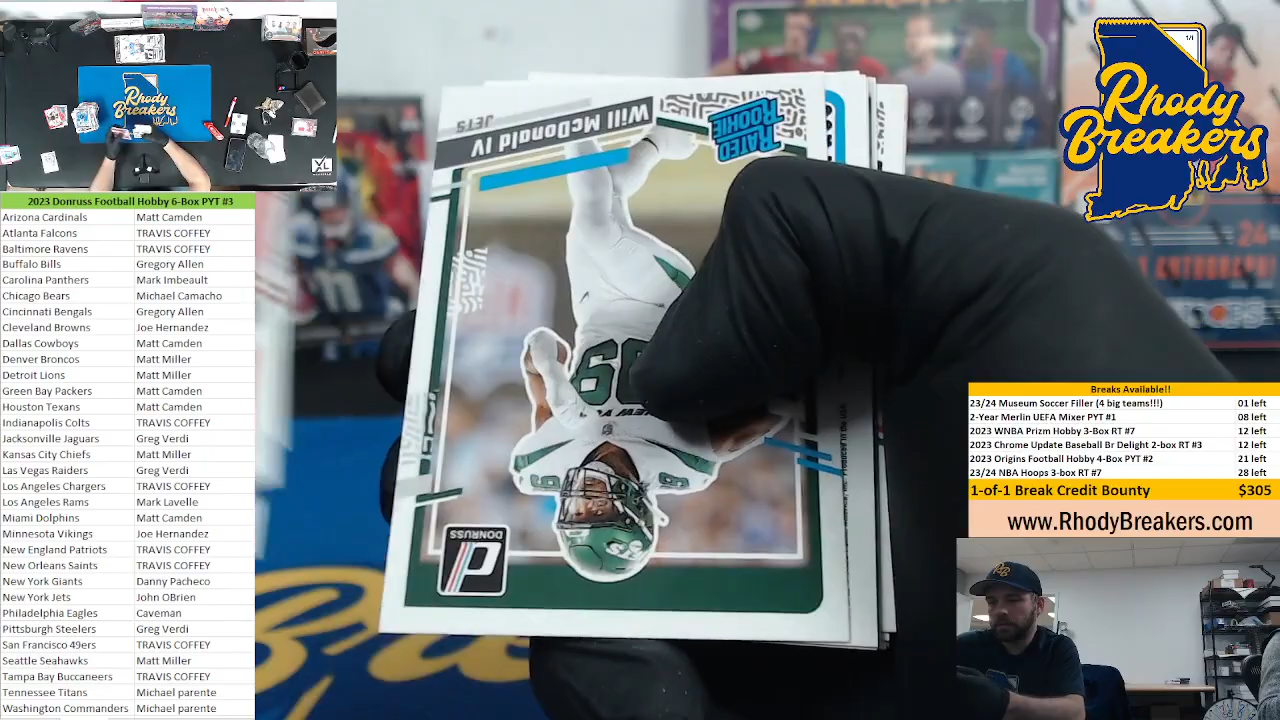 2023 Donruss Football Hobby 6-Box PYT #3
Arizona Cardinals Matt Camden
Atlanta Falcons TRAVIS COFFEY
Baltimore Ravens TRAVIS COFFEY
Buffalo Bills Gregory Allen
Carolina Panthers Mark Imbeault
Chicago Bears Michael Camacho
Cincinnati Bengals Gregory Allen
Cleveland Browns Joe Hernandez
Dallas Cowboys Matt Camden
Denver Broncos Matt Miller
Detroit Lions Matt Miller
Green Bay Packers Matt Camden
Houston Texans Matt Camden
Indianapolis Colts TRAVIS COFFEY
Jacksonville Jaguars Greg Verdi
Kansas City Chiefs Matt Miller
Las Vegas Raiders Greg Verdi
Los Angeles Chargers TRAVIS COFFEY
Los Angeles Rams Mark Lavelle
Miami Dolphins Matt Camden
Minnesota Vikings Joe Hernandez
New England Patriots TRAVIS COFFEY
New Orleans Saints TRAVIS COFFEY
New York Giants Danny Pacheco
New York Jets John OBrien
Philadelphia Eagles Caveman
Pittsburgh Steelers Greg Verdi
San Francisco 49ers TRAVIS COFFEY
Seattle Seahawks Matt Miller
Tampa Bay Buccaneers TRAVIS COFFEY
Tennessee Titans Michael parente
Washington Commanders Michael parente
Rhody
Breakers
XL
Will McDonald IV
JETS
RATED
ROOKIE
DONRUSS
24
AUTOGRAPH
1/1
Rhody
Breakers
Breaks Available!!
23/24 Museum Soccer Filler (4 big teams!!!) 01 left
2-Year Merlin UEFA Mixer PYT #1 08 left
2023 WNBA Prizm Hobby 3-Box RT #7 12 left
2023 Chrome Update Baseball Br Delight 2-box RT #3 12 left
2023 Origins Football Hobby 4-Box PYT #2 21 left
23/24 NBA Hoops 3-box RT #7 28 left
1-of-1 Break Credit Bounty $305
www.RhodyBreakers.com